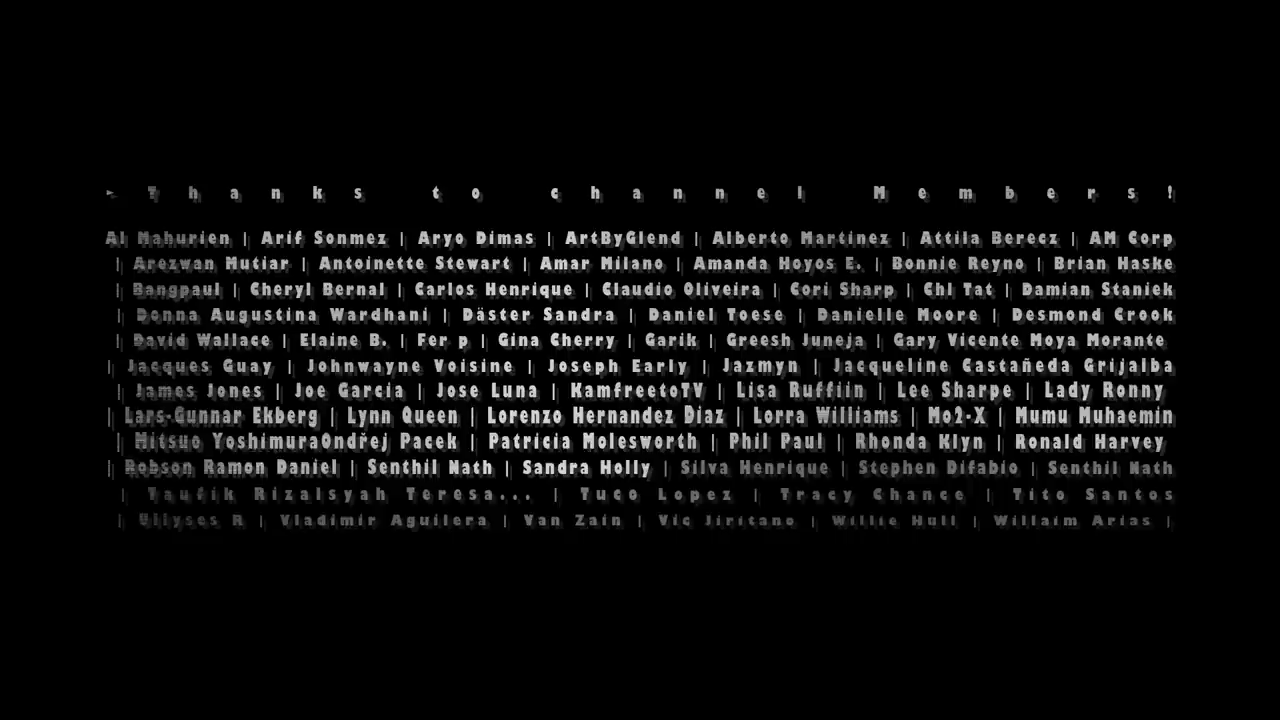 ► Thanks to channel Members!
Al Mahurien | Arif Sonmez | Aryo Dimas | ArtByGlend | Alberto Martinez | Attila Berecz | AM Corp
| Arezwan Mutiar | Antoinette Stewart | Amar Milano | Amanda Hoyos E. | Bonnie Reyno | Brian Haske
| Bangpaul | Cheryl Bernal | Carlos Henrique | Claudio Oliveira | Cori Sharp | Chl Tat | Damian Staniek
| Donna Augustina Wardhani | Däster Sandra | Daniel Toese | Danielle Moore | Desmond Crook
| David Wallace | Elaine B. | Fer p | Gina Cherry | Garik | Greesh Juneja | Gary Vicente Moya Morante
| Jacques Guay | Johnwayne Voisine | Joseph Early | Jazmyn | Jacqueline Castañeda Grijalba
| James Jones | Joe Garcia | Jose Luna | KamfreetoTV | Lisa Ruffiin | Lee Sharpe | Lady Ronny
| Lars-Gunnar Ekberg | Lynn Queen | Lorenzo Hernandez Diaz | Lorra Williams | Mo2-X | Mumu Muhaemin
| Mitsuo YoshimuraOndřej Pacek | Patricia Molesworth | Phil Paul | Rhonda Klyn | Ronald Harvey
| Robson Ramon Daniel | Senthil Nath | Sandra Holly | Silva Henrique | Stephen Difabio | Senthil Nath
| Taufik Rizalsyah Teresa... | Tuco Lopez | Tracy Chance | Tito Santos
| Ullyses R | Vladimir Aguilera | Van Zain | Vic Jiritano | Willie Hull | Willaim Arias |